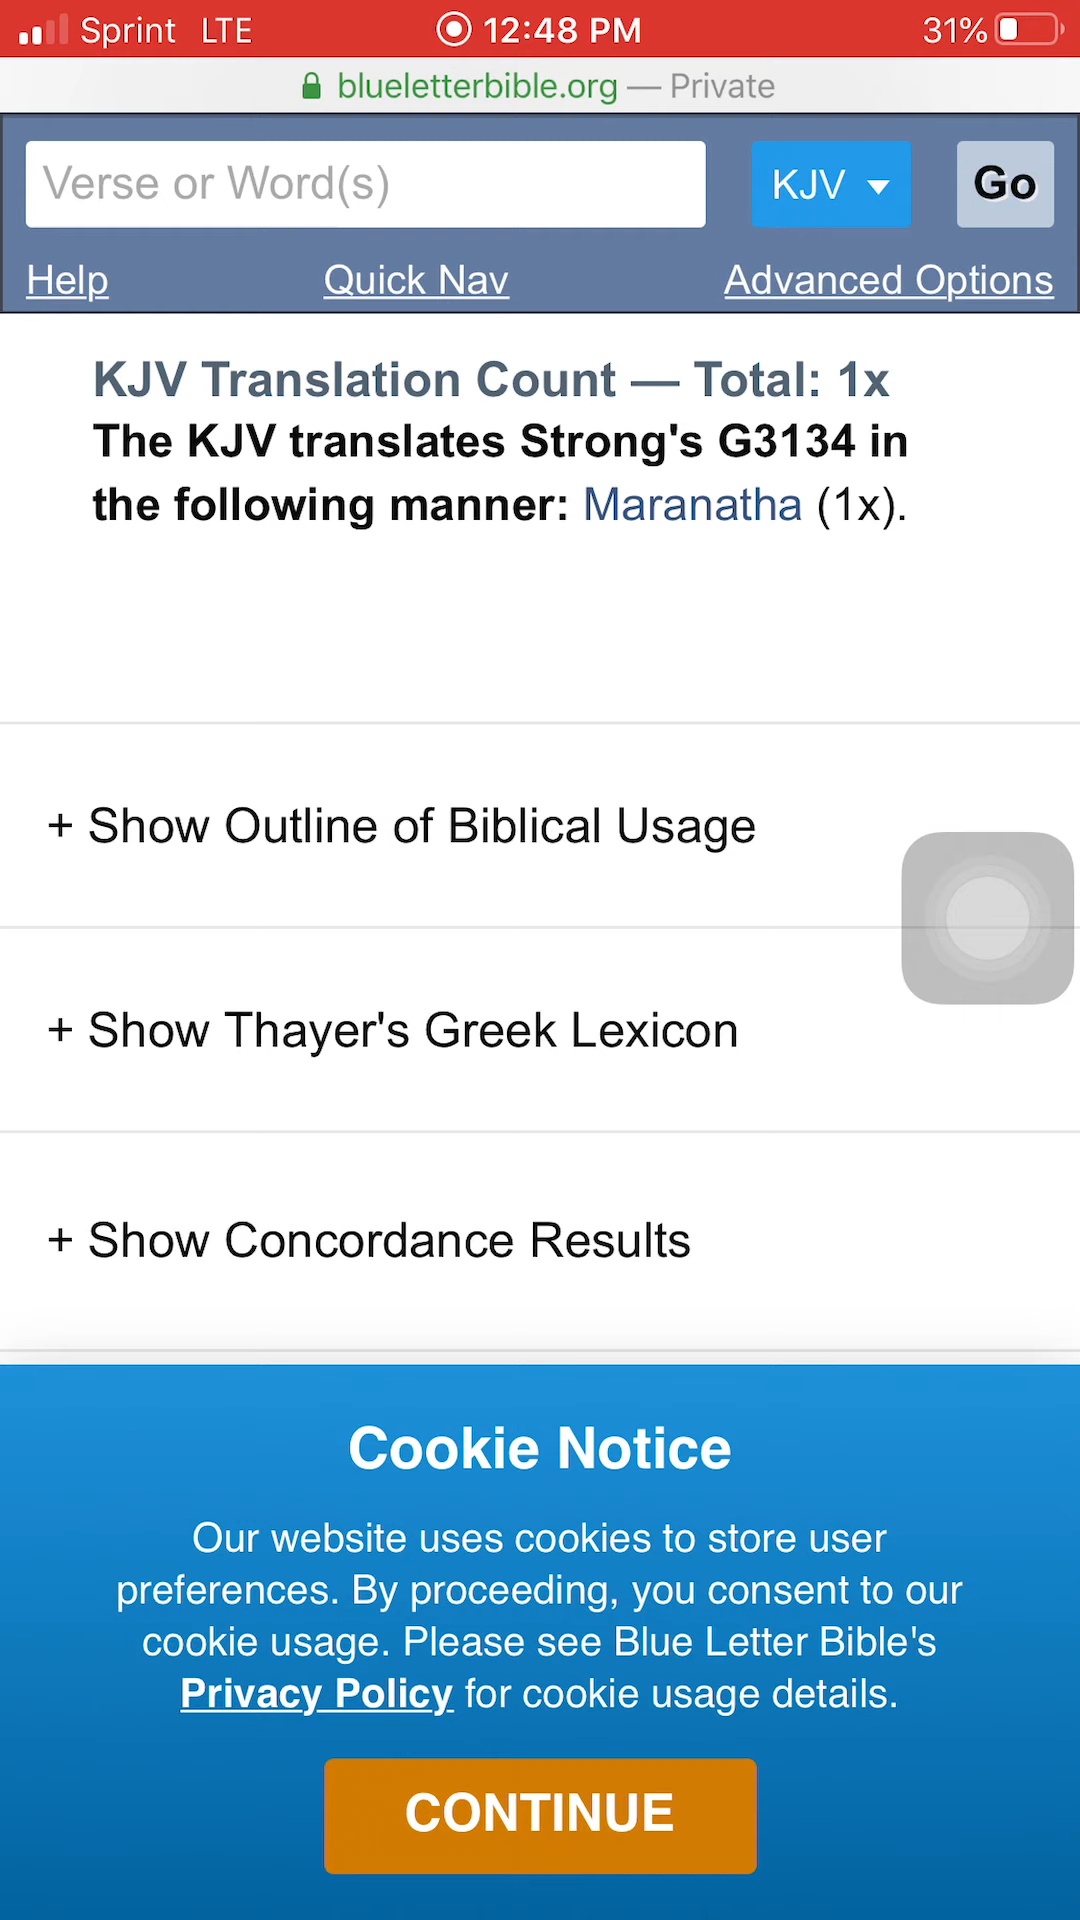 Sprint LTE 12:48 PM 31%
blueletterbible.org — Private
Verse or Word(s) KJV Go
Help Quick Nav Advanced Options
KJV Translation Count — Total: 1x
The KJV translates Strong's G3134 in
the following manner: Maranatha (1x).
+ Show Outline of Biblical Usage
+ Show Thayer's Greek Lexicon
+ Show Concordance Results
Cookie Notice
Our website uses cookies to store user
preferences. By proceeding, you consent to our
cookie usage. Please see Blue Letter Bible's
Privacy Policy for cookie usage details.
CONTINUE